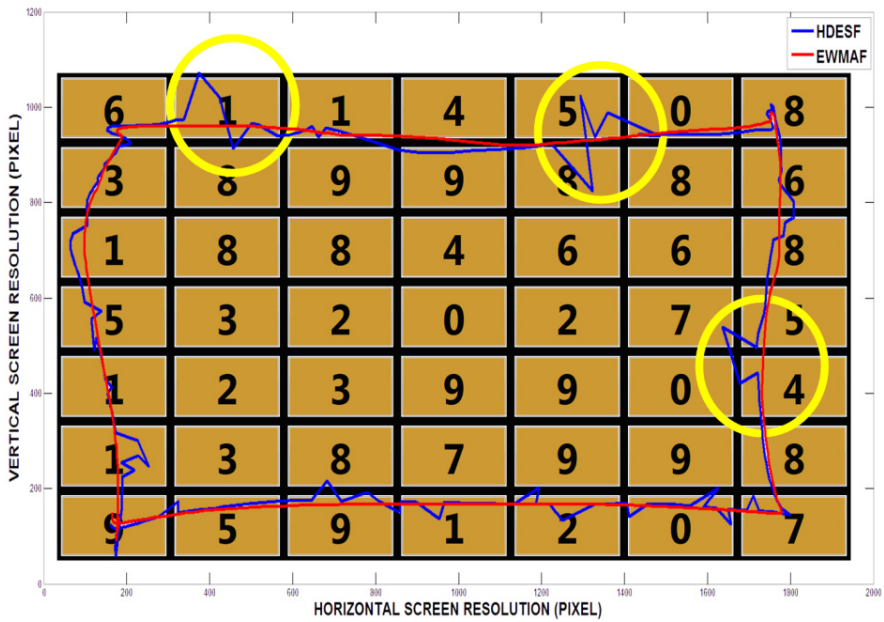 1200
HDESF
EWMAF
1000
6 1 1 4 5 0 8
3 8 9 9 8 8 6
800
1 8 8 4 6 6 8
600
5 3 2 0 2 7 5
400
1 2 3 9 9 0 4
1 3 8 7 9 9 8
200
9 5 9 1 2 0 7
0
0 200 400 600 800 1000 1200 1400 1600 1800 2000
HORIZONTAL SCREEN RESOLUTION (PIXEL)
VERTICAL SCREEN RESOLUTION (PIXEL)